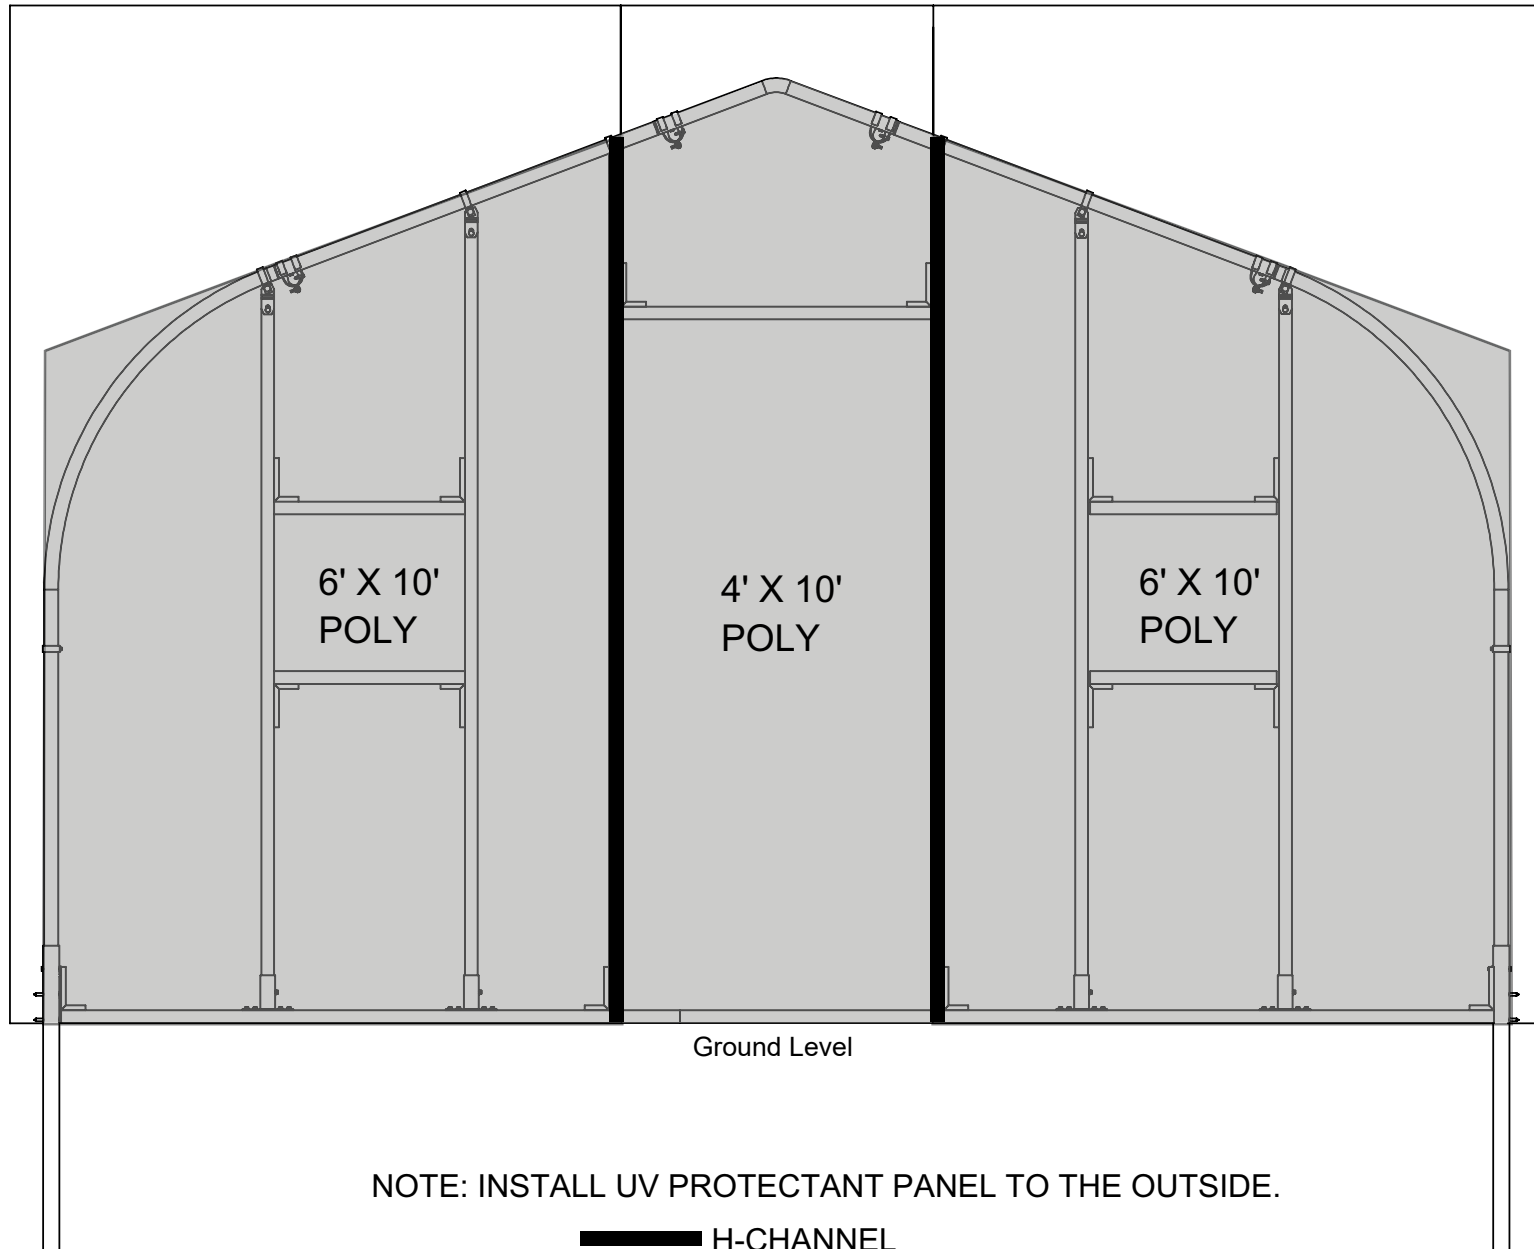 6' X 10'
POLY
4' X 10'
POLY
6' X 10'
POLY
Ground Level
NOTE: INSTALL UV PROTECTANT PANEL TO THE OUTSIDE.
H-CHANNEL